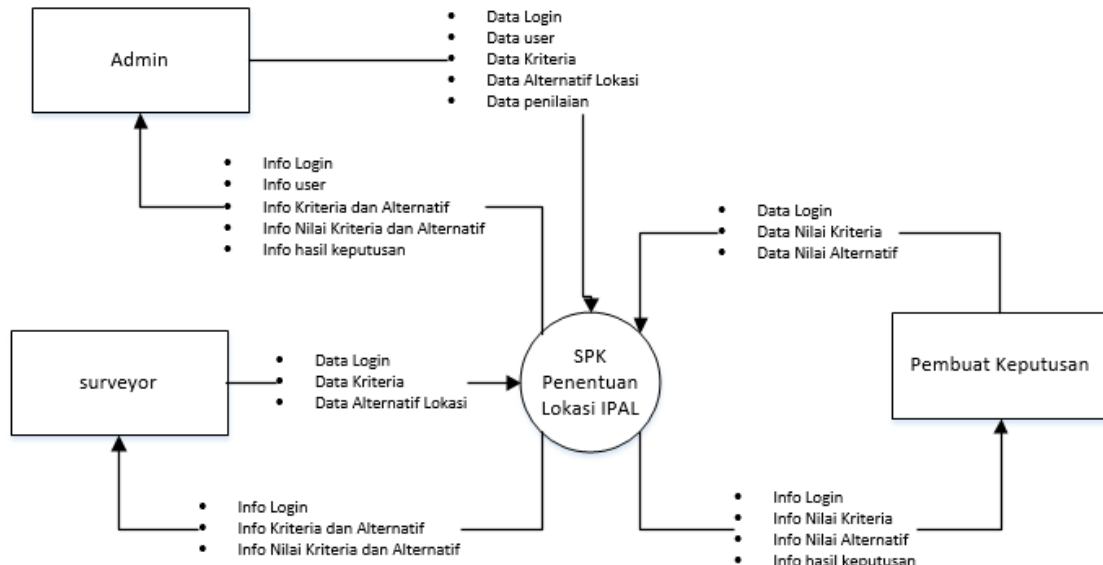 Admin
• Data Login
• Data user
• Data Kriteria
• Data Alternatif Lokasi
• Data penilaian
• Info Login
• Info user
• Info Kriteria dan Alternatif
• Info Nilai Kriteria dan Alternatif
• Info hasil keputusan
• Data Login
• Data Nilai Kriteria
• Data Nilai Alternatif
surveyor
• Data Login
• Data Kriteria
• Data Alternatif Lokasi
SPK
Penentuan
Lokasi IPAL
Pembuat Keputusan
• Info Login
• Info Kriteria dan Alternatif
• Info Nilai Kriteria dan Alternatif
• Info Login
• Info Nilai Kriteria
• Info Nilai Alternatif
• Info hasil keputusan